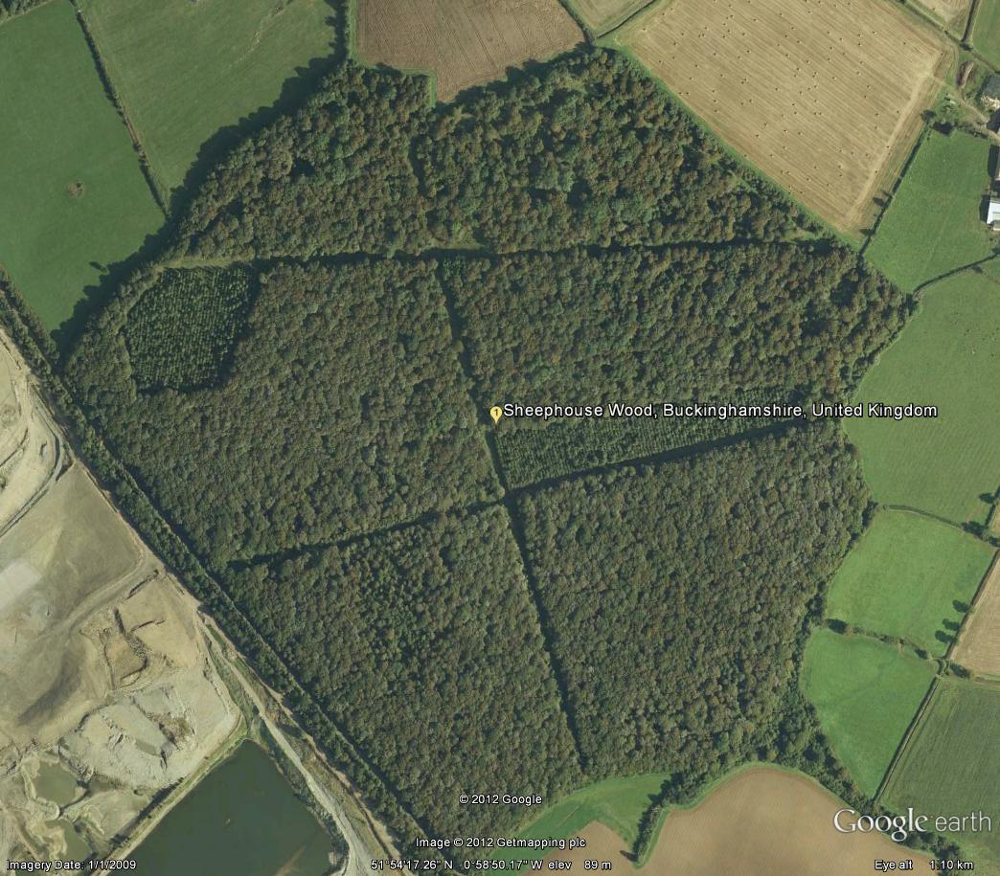 1
Sheephouse Wood, Buckinghamshire, United Kingdom
© 2012 Google
Google earth
Image © 2012 Getmapping plc
Imagery Date: 1/1/2009 51°54'17.26" N 0°58'50.17" W elev 89 m Eye alt 1.10 km